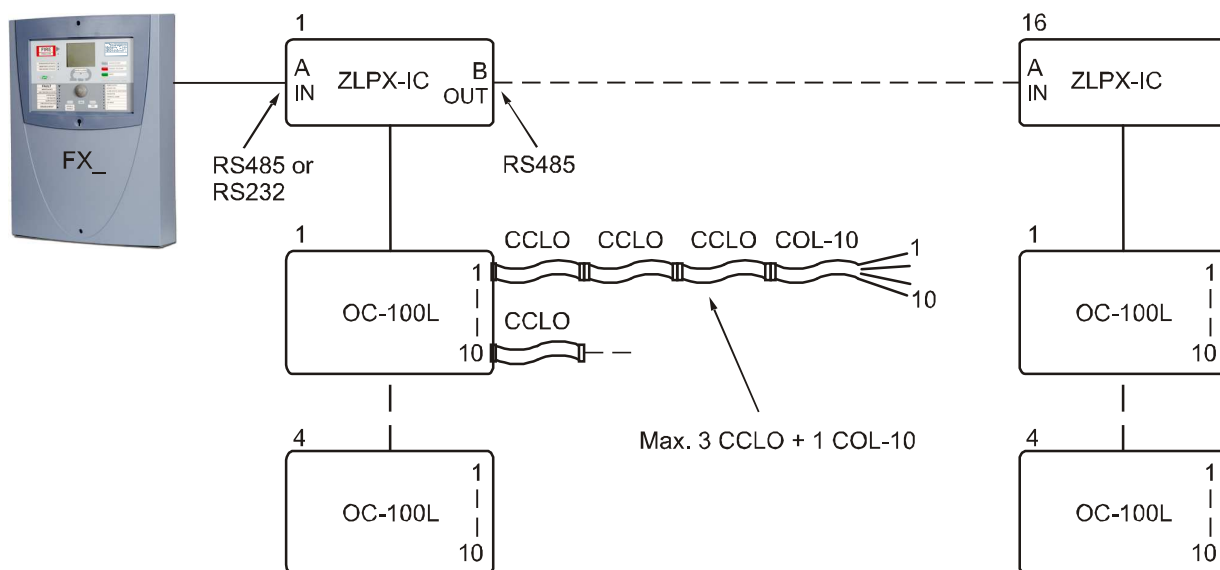 1
16
A
IN
ZLPX-IC
B
OUT
A
IN
ZLPX-IC
FIRE
FX_
RS485 or
RS232
RS485
1
CCLO
CCLO
CCLO
COL-10
1
10
OC-100L
1
10
CCLO
1
OC-100L
1
10
Max. 3 CCLO + 1 COL-10
4
OC-100L
1
10
4
OC-100L
1
10